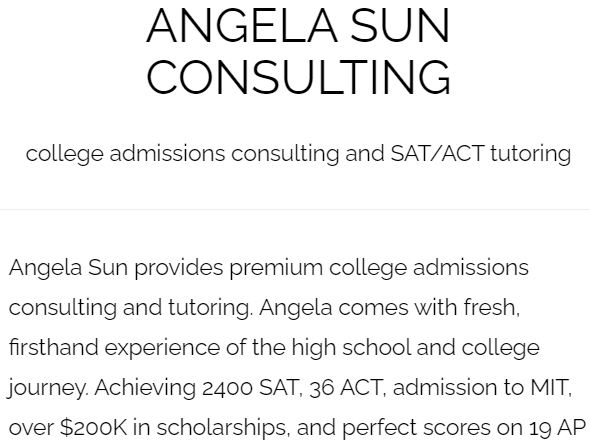 ANGELA SUN
CONSULTING
college admissions consulting and SAT/ACT tutoring
Angela Sun provides premium college admissions
consulting and tutoring. Angela comes with fresh,
firsthand experience of the high school and college
journey. Achieving 2400 SAT, 36 ACT, admission to MIT,
over $200K in scholarships, and perfect scores on 19 AP